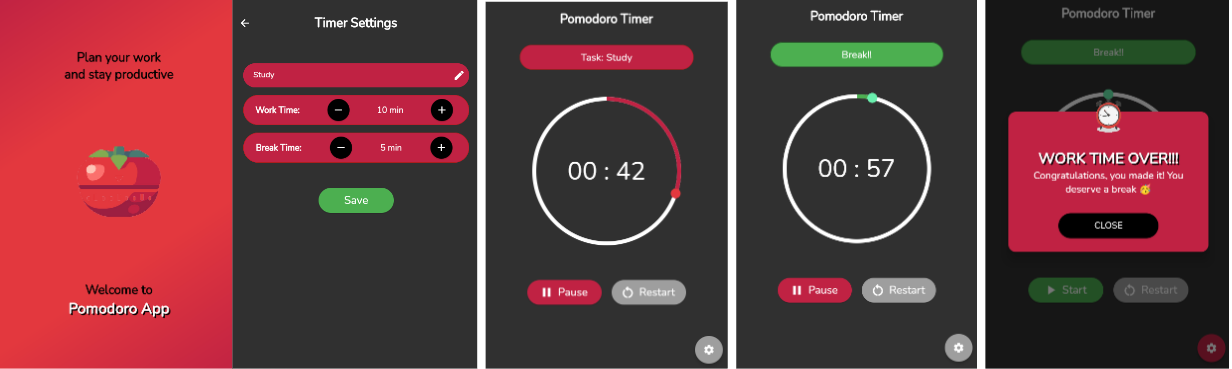 Plan your work
and stay productive
Welcome to
Pomodoro App
Timer Settings
Study
Work Time: − 10 min +
Break Time: − 5 min +
Save
Pomodoro Timer
Task: Study
00 : 42
Pause Restart
Pomodoro Timer
Break!!
00 : 57
Pause Restart
Pomodoro Timer
Break!!
WORK TIME OVER!!!
Congratulations, you made it! You
deserve a break 🥳
CLOSE
Start Restart